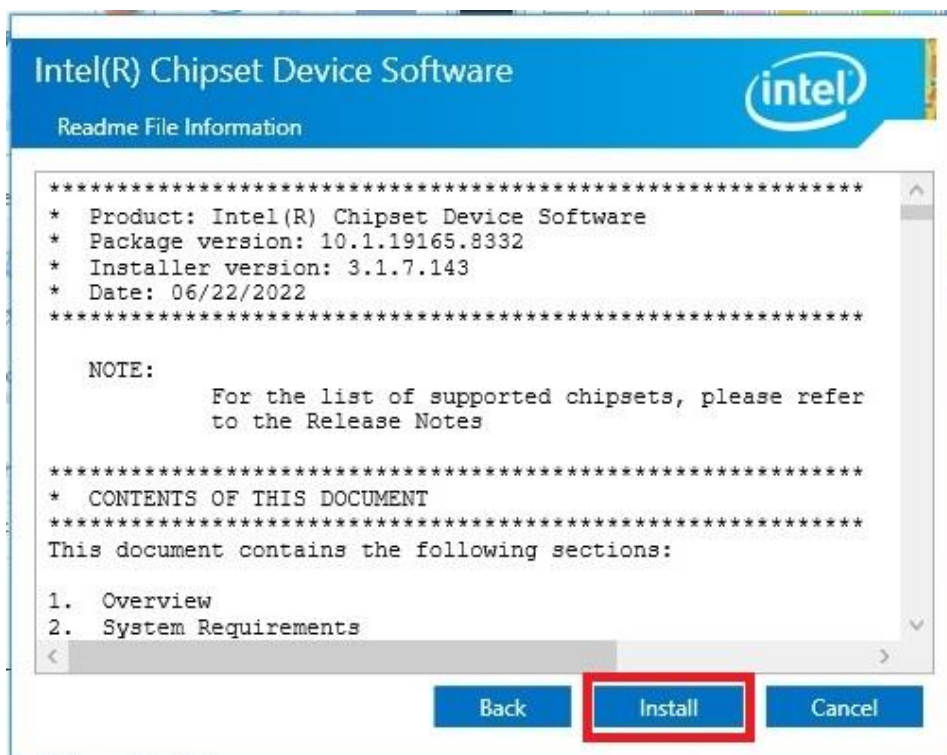 Intel(R) Chipset Device Software
intel
Readme File Information
*************************************************************
* Product: Intel(R) Chipset Device Software
* Package version: 10.1.19165.8332
* Installer version: 3.1.7.143
* Date: 06/22/2022
*************************************************************
NOTE:
For the list of supported chipsets, please refer
to the Release Notes
*************************************************************
* CONTENTS OF THIS DOCUMENT
*************************************************************
This document contains the following sections:
1. Overview
2. System Requirements
Back Install Cancel